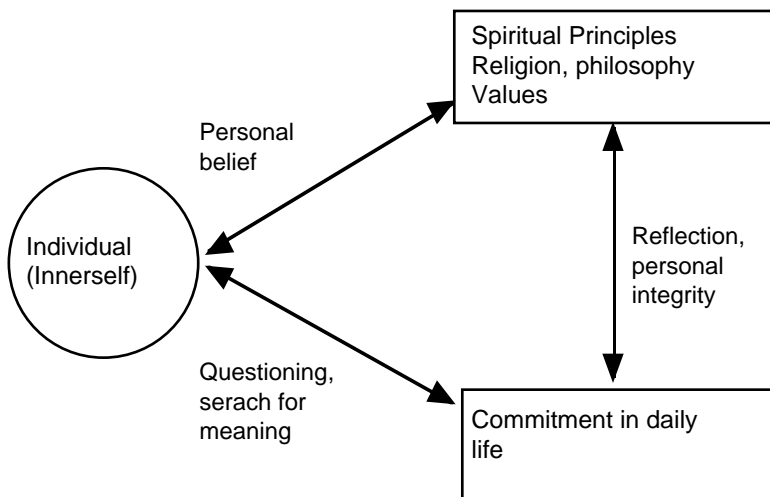 Spiritual Principles
Religion, philosophy
Values
Personal
belief
Individual
(Innerself)
Reflection,
personal
integrity
Questioning,
serach for
meaning
Commitment in daily
life